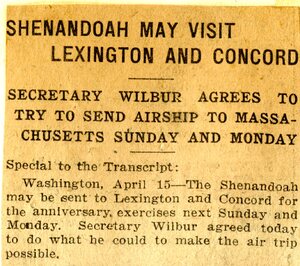 SHENANDOAH MAY VISIT
LEXINGTON AND CONCORD
SECRETARY WILBUR AGREES TO
TRY TO SEND AIRSHIP TO MASSA-
CHUSETTS SUNDAY AND MONDAY
Special to the Transcript:
Washington, April 15—The Shenandoah
may be sent to Lexington and Concord for
the anniversary, exercises next Sunday and
Monday. Secretary Wilbur agreed today
to do what he could to make the air trip
possible.